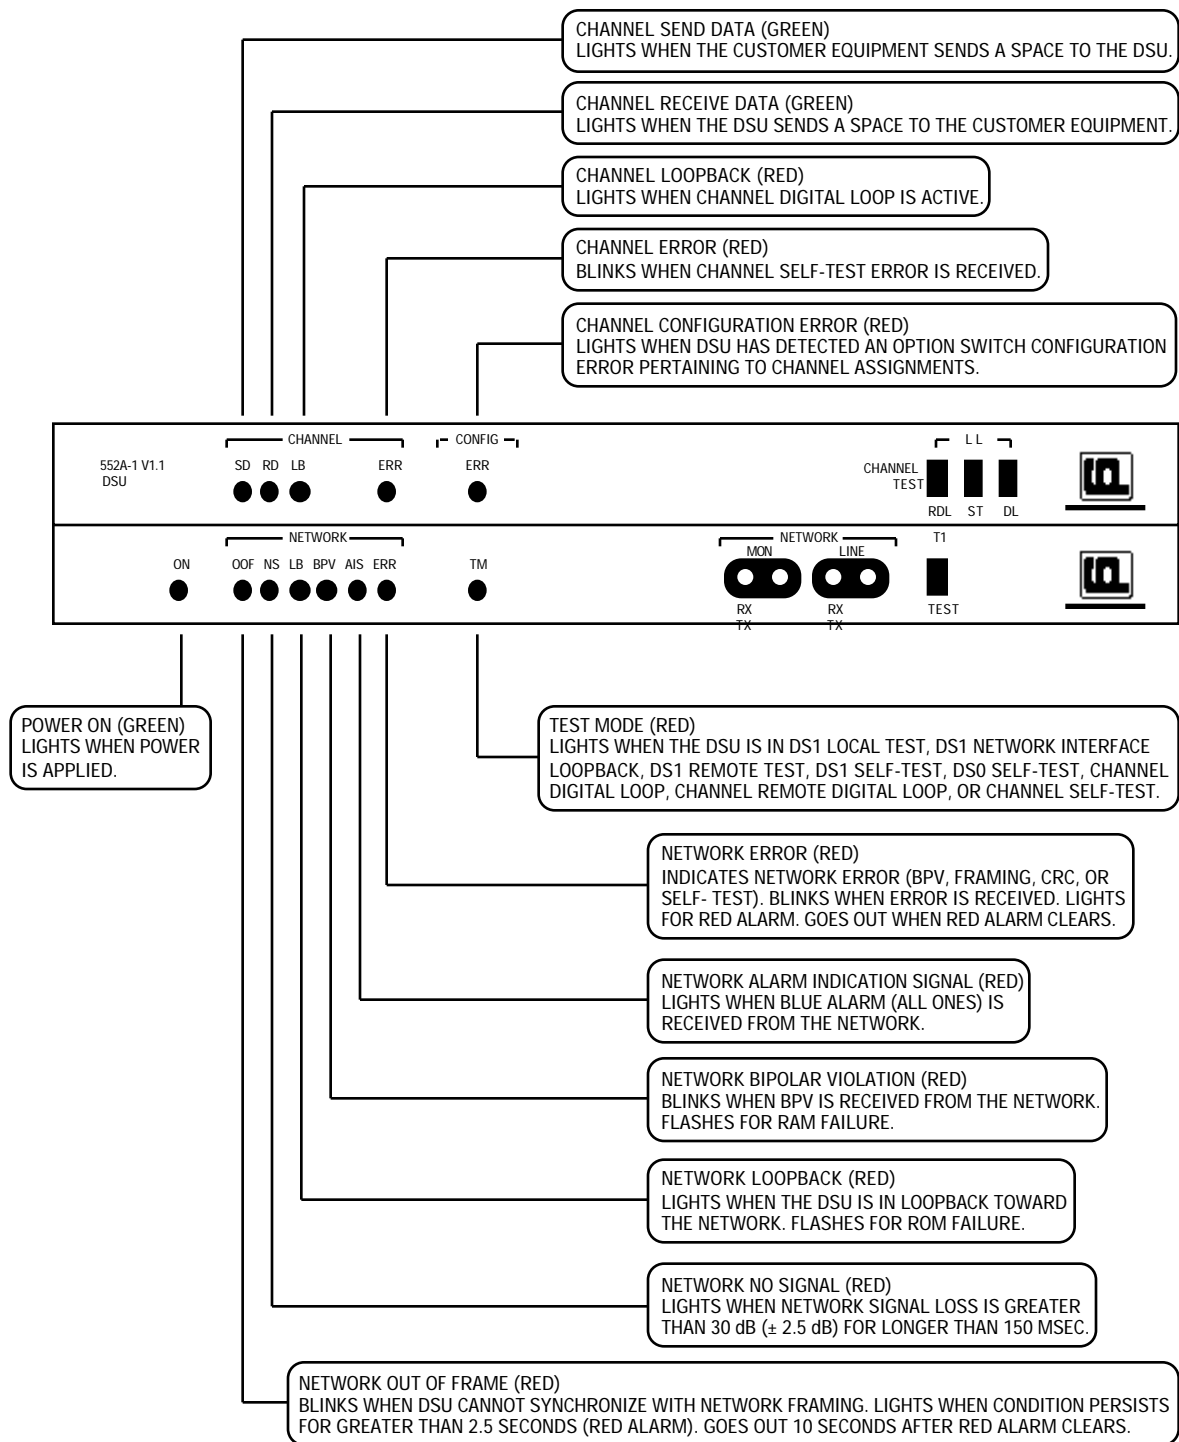 CHANNEL SEND DATA (GREEN)
LIGHTS WHEN THE CUSTOMER EQUIPMENT SENDS A SPACE TO THE DSU.
CHANNEL RECEIVE DATA (GREEN)
LIGHTS WHEN THE DSU SENDS A SPACE TO THE CUSTOMER EQUIPMENT.
CHANNEL LOOPBACK (RED)
LIGHTS WHEN CHANNEL DIGITAL LOOP IS ACTIVE.
CHANNEL ERROR (RED)
BLINKS WHEN CHANNEL SELF-TEST ERROR IS RECEIVED.
CHANNEL CONFIGURATION ERROR (RED)
LIGHTS WHEN DSU HAS DETECTED AN OPTION SWITCH CONFIGURATION
ERROR PERTAINING TO CHANNEL ASSIGNMENTS.
CHANNEL CONFIG L L
552A-1 V1.1
DSU
SD RD LB ERR ERR
CHANNEL
TEST
RDL ST DL
NETWORK NETWORK T1
MON LINE
ON OOF NS LB BPV AIS ERR TM
RX RX TEST
TX TX
POWER ON (GREEN)
LIGHTS WHEN POWER
IS APPLIED.
TEST MODE (RED)
LIGHTS WHEN THE DSU IS IN DS1 LOCAL TEST, DS1 NETWORK INTERFACE
LOOPBACK, DS1 REMOTE TEST, DS1 SELF-TEST, DS0 SELF-TEST, CHANNEL
DIGITAL LOOP, CHANNEL REMOTE DIGITAL LOOP, OR CHANNEL SELF-TEST.
NETWORK ERROR (RED)
INDICATES NETWORK ERROR (BPV, FRAMING, CRC, OR
SELF- TEST). BLINKS WHEN ERROR IS RECEIVED. LIGHTS
FOR RED ALARM. GOES OUT WHEN RED ALARM CLEARS.
NETWORK ALARM INDICATION SIGNAL (RED)
LIGHTS WHEN BLUE ALARM (ALL ONES) IS
RECEIVED FROM THE NETWORK.
NETWORK BIPOLAR VIOLATION (RED)
BLINKS WHEN BPV IS RECEIVED FROM THE NETWORK.
FLASHES FOR RAM FAILURE.
NETWORK LOOPBACK (RED)
LIGHTS WHEN THE DSU IS IN LOOPBACK TOWARD
THE NETWORK. FLASHES FOR ROM FAILURE.
NETWORK NO SIGNAL (RED)
LIGHTS WHEN NETWORK SIGNAL LOSS IS GREATER
THAN 30 dB (± 2.5 dB) FOR LONGER THAN 150 MSEC.
NETWORK OUT OF FRAME (RED)
BLINKS WHEN DSU CANNOT SYNCHRONIZE WITH NETWORK FRAMING. LIGHTS WHEN CONDITION PERSISTS
FOR GREATER THAN 2.5 SECONDS (RED ALARM). GOES OUT 10 SECONDS AFTER RED ALARM CLEARS.